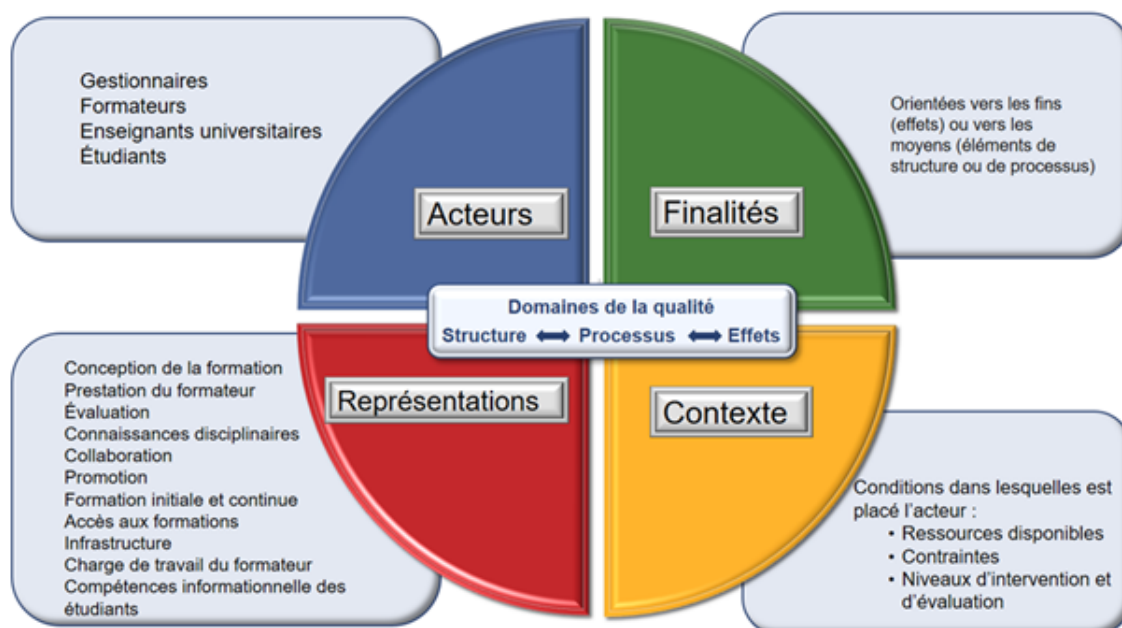 Gestionnaires
Formateurs
Enseignants universitaires
Étudiants
Acteurs
Finalités
Orientées vers les fins
(effets) ou vers les
moyens (éléments de
structure ou de processus)
Domaines de la qualité
Structure Processus Effets
Représentations
Contexte
Conception de la formation
Prestation du formateur
Évaluation
Connaissances disciplinaires
Collaboration
Promotion
Formation initiale et continue
Accès aux formations
Infrastructure
Charge de travail du formateur
Compétences informationnelle des
étudiants
Conditions dans lesquelles est
placé l'acteur :
• Ressources disponibles
• Contraintes
• Niveaux d'intervention et
d'évaluation